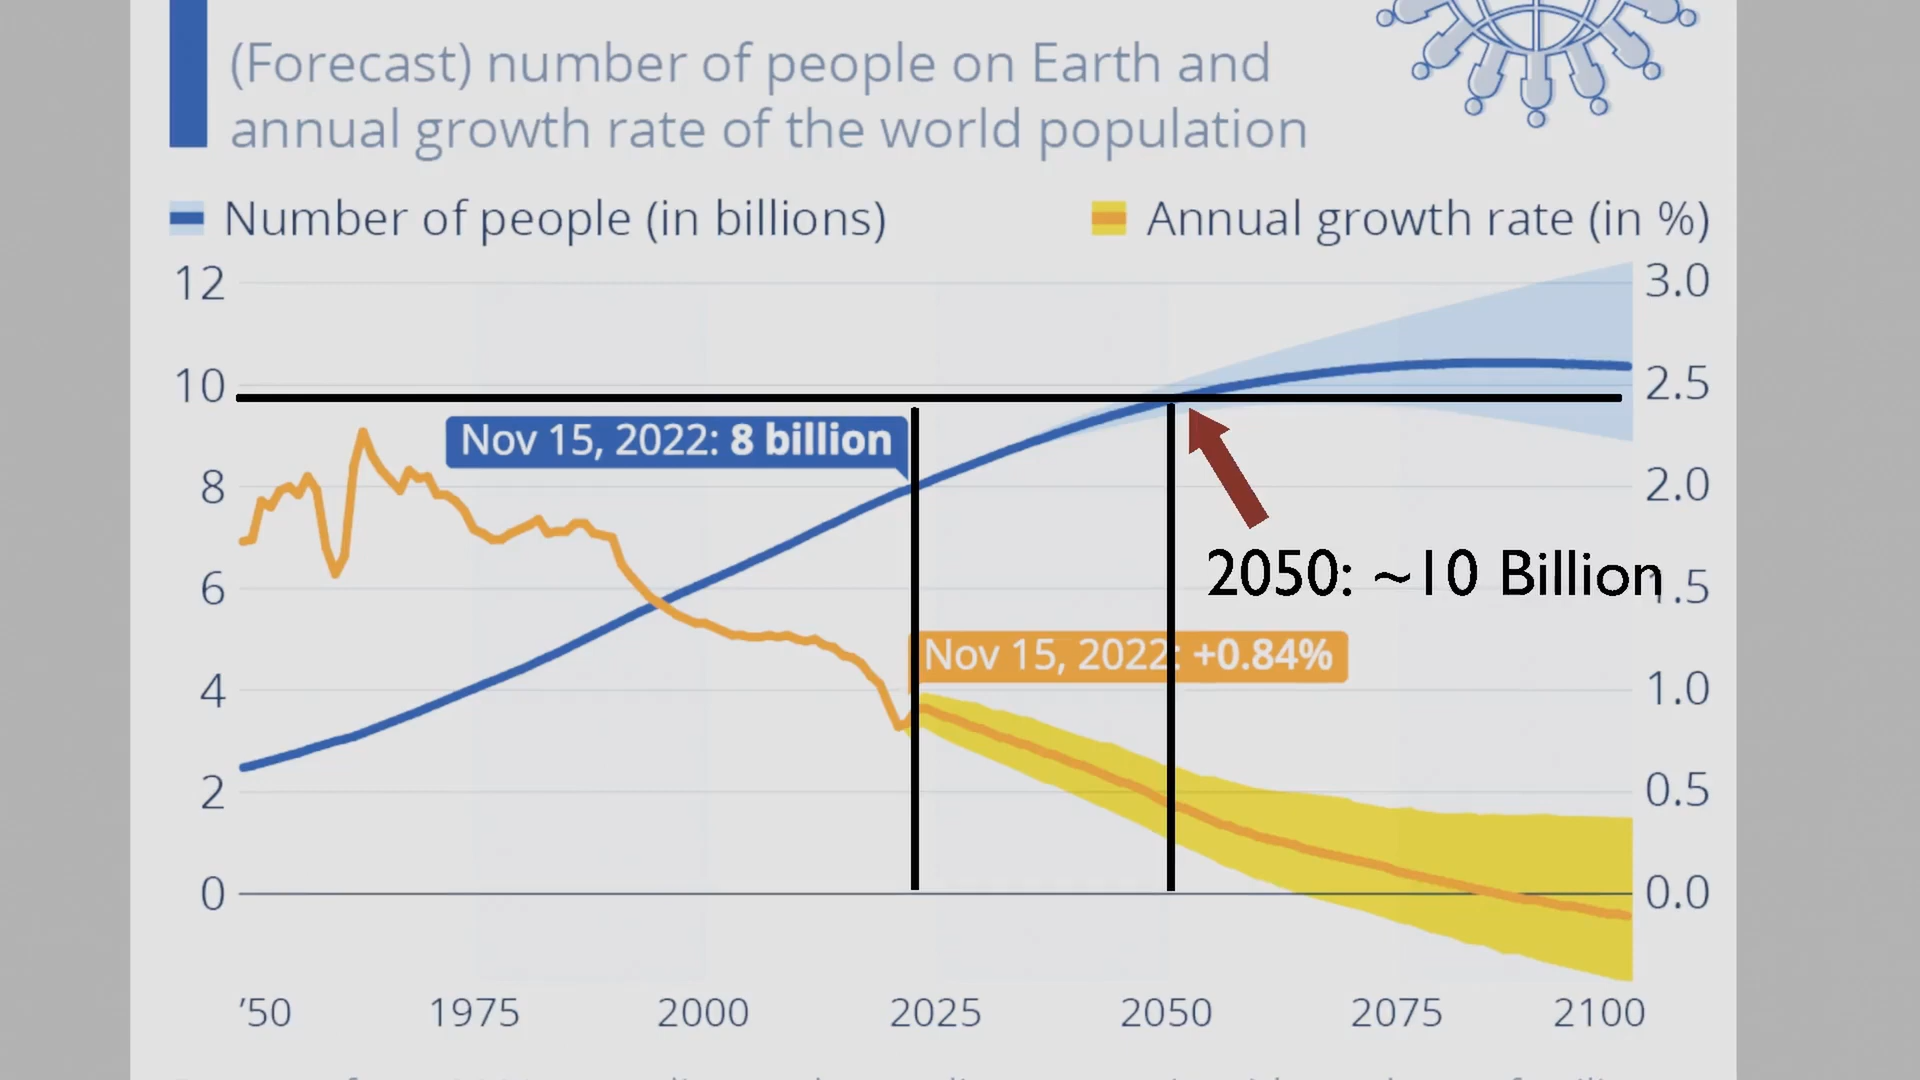 (Forecast) number of people on Earth and
annual growth rate of the world population
Number of people (in billions)
Annual growth rate (in %)
12
3.0
10
2.5
Nov 15, 2022: 8 billion
8
2.0
2050: ~10 Billion
6
1.5
Nov 15, 2022: +0.84%
4
1.0
2
0.5
0
0.0
'50 1975 2000 2025 2050 2075 2100